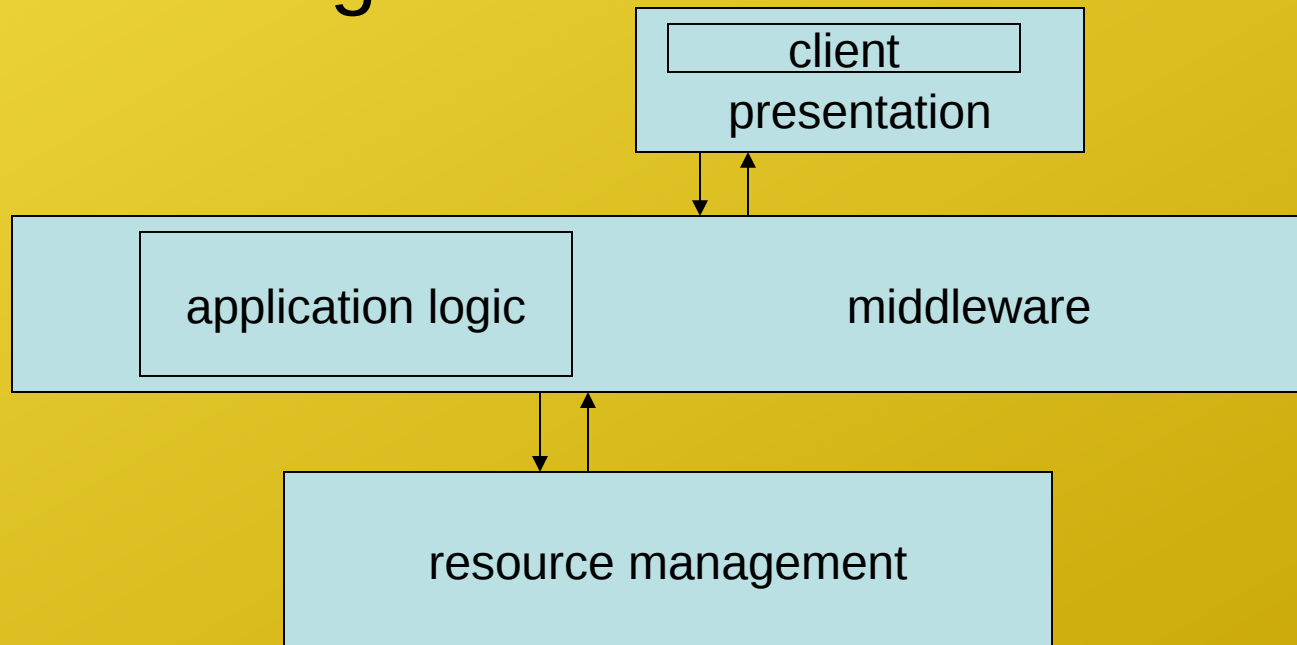 client
presentation
application logic
middleware
resource management